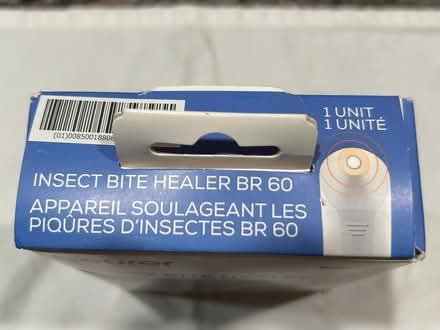 1 UNIT
1 UNITÉ
INSECT BITE HEALER BR 60
APPAREIL SOULAGEANT LES
PIQÛRES D'INSECTES BR 60